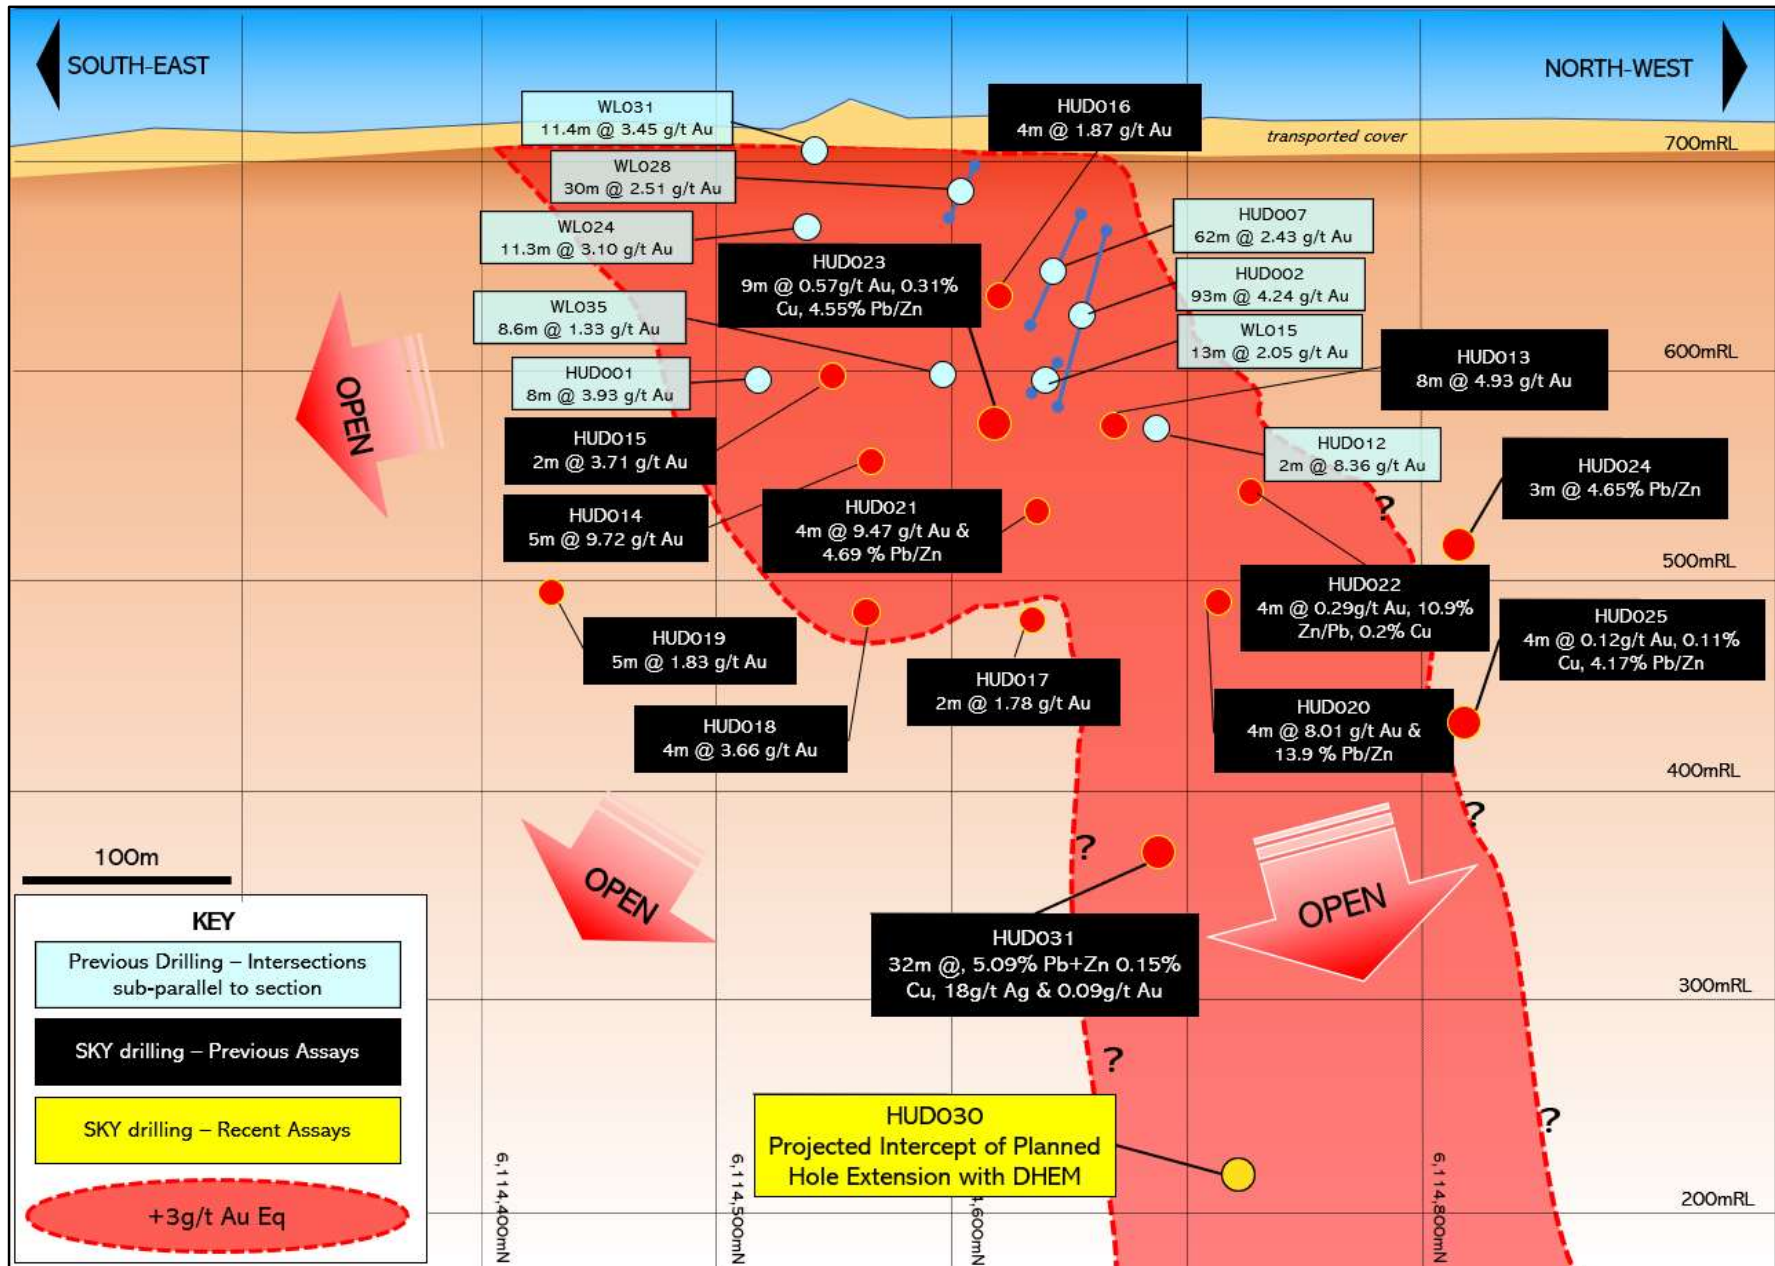 SOUTH-EAST
NORTH-WEST
WL031
11.4m @ 3.45 g/t Au
HUD016
4m @ 1.87 g/t Au
transported cover
700mRL
WL028
30m @ 2.51 g/t Au
WL024
11.3m @ 3.10 g/t Au
HUD007
62m @ 2.43 g/t Au
HUD023
9m @ 0.57g/t Au, 0.31%
Cu, 4.55% Pb/Zn
HUD002
93m @ 4.24 g/t Au
WL035
8.6m @ 1.33 g/t Au
WL015
13m @ 2.05 g/t Au
600mRL
HUD013
8m @ 4.93 g/t Au
HUD001
8m @ 3.93 g/t Au
OPEN
HUD015
2m @ 3.71 g/t Au
HUD012
2m @ 8.36 g/t Au
HUD024
3m @ 4.65% Pb/Zn
?
HUD014
5m @ 9.72 g/t Au
HUD021
4m @ 9.47 g/t Au &
4.69 % Pb/Zn
500mRL
HUD022
4m @ 0.29g/t Au, 10.9%
Zn/Pb, 0.2% Cu
HUD025
4m @ 0.12g/t Au, 0.11%
Cu, 4.17% Pb/Zn
HUD019
5m @ 1.83 g/t Au
HUD017
2m @ 1.78 g/t Au
HUD018
4m @ 3.66 g/t Au
HUD020
4m @ 8.01 g/t Au &
13.9 % Pb/Zn
400mRL
?
?
OPEN
OPEN
100m
HUD031
32m @, 5.09% Pb+Zn 0.15%
Cu, 18g/t Ag & 0.09g/t Au
300mRL
?
?
KEY
Previous Drilling – Intersections
sub-parallel to section
SKY drilling – Previous Assays
SKY drilling – Recent Assays
+3g/t Au Eq
HUD030
Projected Intercept of Planned
Hole Extension with DHEM
200mRL
6,114,400mN
6,114,500mN
4,600mN
6,114,800mN